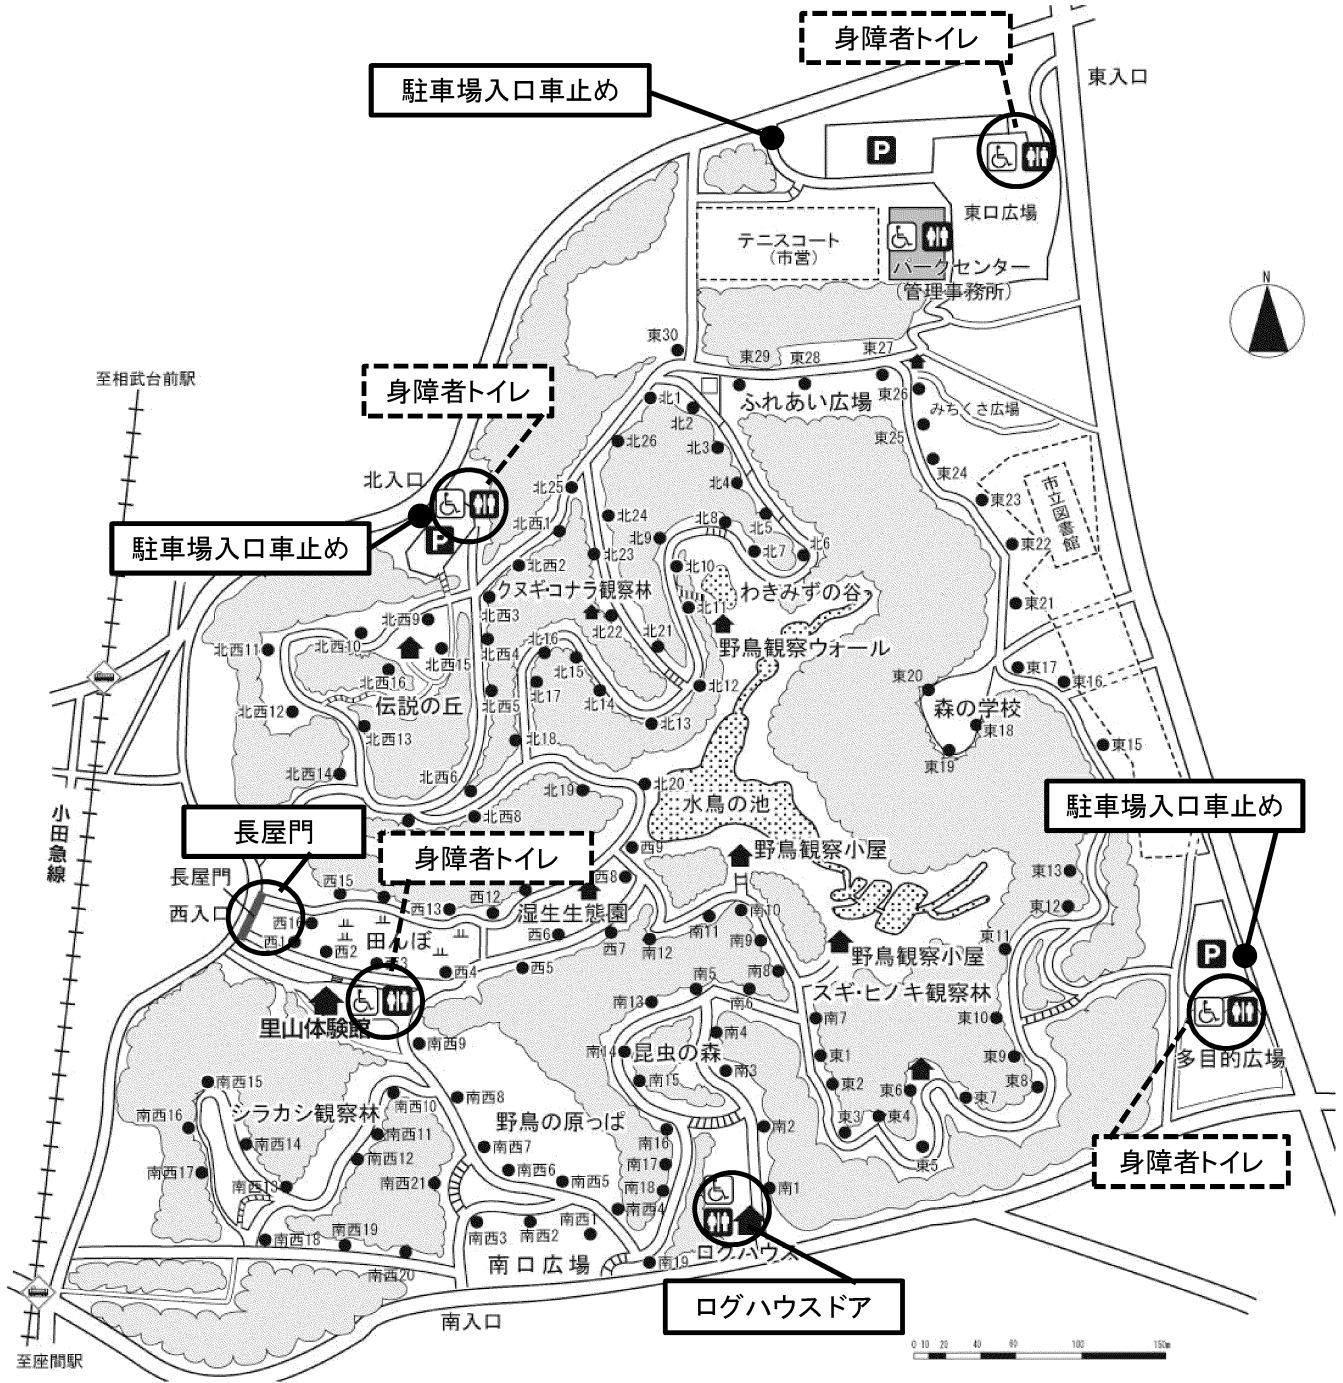 身障者トイレ
駐車場入口車止め
東入口
P
東口広場
テニスコート
(市営)
パークセンター
(管理事務所)
N
東30
東29
東28
東27
至相武台前駅
身障者トイレ
北1
ふれあい広場
東26
みちくさ広場
北2
北26
北3
東25
東24
北入口
北25
北4
東23
市立図書館
北24
北8
北5
北西1
北9
駐車場入口車止め
P
北23
北7
北6
東22
北西2
北10
クヌギ・コナラ観察林
わきみずの谷
北西3
北11
東21
北西9
北22
北西10
北16
北21
野鳥観察ウォール
北西11
北西15
北西4
北15
東17
北西16
北17
北14
北12
東20
東16
伝説の丘
北西5
森の学校
北西12
北13
東18
北西13
北18
東15
東19
北西14
北西6
北19
北20
水鳥の池
駐車場入口車止め
小田急線
長屋門
北西8
身障者トイレ
西9
野鳥観察小屋
長屋門
西15
西8
東13
西入口
西13
西12
湿生生態園
東12
西16
南10
南11
西1
田んぼ
西6
西7
南9
東11
西2
西3
南12
野鳥観察小屋
P
西4
西5
南8
南5
南6
スギ・ヒノキ観察林
里山体験館
南13
南7
東10
南西9
南4
南14
昆虫の森
東1
東9
多目的広場
南西15
南3
南15
東2
東6
東8
南西8
東7
南西10
シラカシ観察林
野鳥の原っぱ
南西16
南2
東3
東4
南西11
南16
南西14
南西7
東5
南西12
身障者トイレ
南西17
南西6
南17
南西13
南西21
南西5
南18
南1
南西4
南西3
南西2
南西1
南西18
南西19
ログハウス
南西20
南口広場
南19
ログハウスドア
南入口
至座間駅
0 10 20 40 60 100 150m